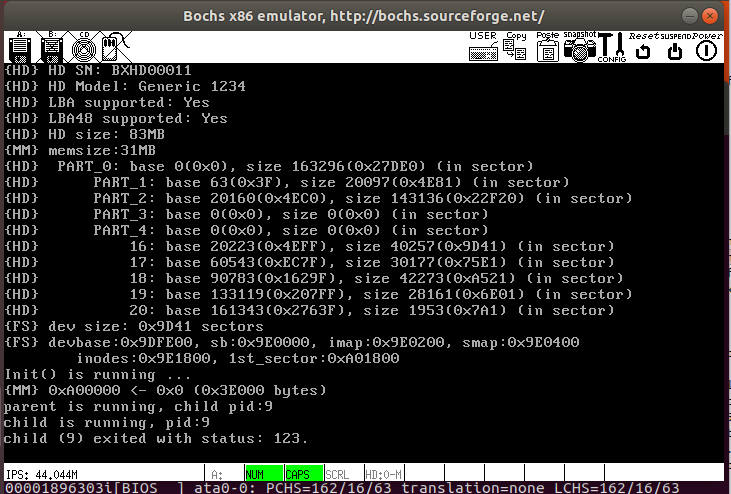 Bochs x86 emulator, http://bochs.sourceforge.net/
A: B: CD USER Copy Paste snapshot CONFIG Reset SUSPEND Power
{HD} HD SN: BXHD00011
{HD} HD Model: Generic 1234
{HD} LBA supported: Yes
{HD} LBA48 supported: Yes
{HD} HD size: 83MB
{MM} memsize:31MB
{HD} PART_0: base 0(0x0), size 163296(0x27DE0) (in sector)
{HD} PART_1: base 63(0x3F), size 20097(0x4E81) (in sector)
{HD} PART_2: base 20160(0x4EC0), size 143136(0x22F20) (in sector)
{HD} PART_3: base 0(0x0), size 0(0x0) (in sector)
{HD} PART_4: base 0(0x0), size 0(0x0) (in sector)
{HD} 16: base 20223(0x4EFF), size 40257(0x9D41) (in sector)
{HD} 17: base 60543(0xEC7F), size 30177(0x75E1) (in sector)
{HD} 18: base 90783(0x1629F), size 42273(0xA521) (in sector)
{HD} 19: base 133119(0x207FF), size 28161(0x6E01) (in sector)
{HD} 20: base 161343(0x2763F), size 1953(0x7A1) (in sector)
{FS} dev size: 0x9D41 sectors
{FS} devbase:0x9DFE00, sb:0x9E0000, imap:0x9E0200, smap:0x9E0400
inodes:0x9E1800, 1st_sector:0xA01800
Init() is running ...
{MM} 0xA00000 <- 0x0 (0x3E000 bytes)
parent is running, child pid:9
child is running, pid:9
child (9) exited with status: 123.
IPS: 44.044M A: NUM CAPS SCRL HD:0-M
00001896303i[BIOS ] ata0-0: PCHS=162/16/63 translation=none LCHS=162/16/63